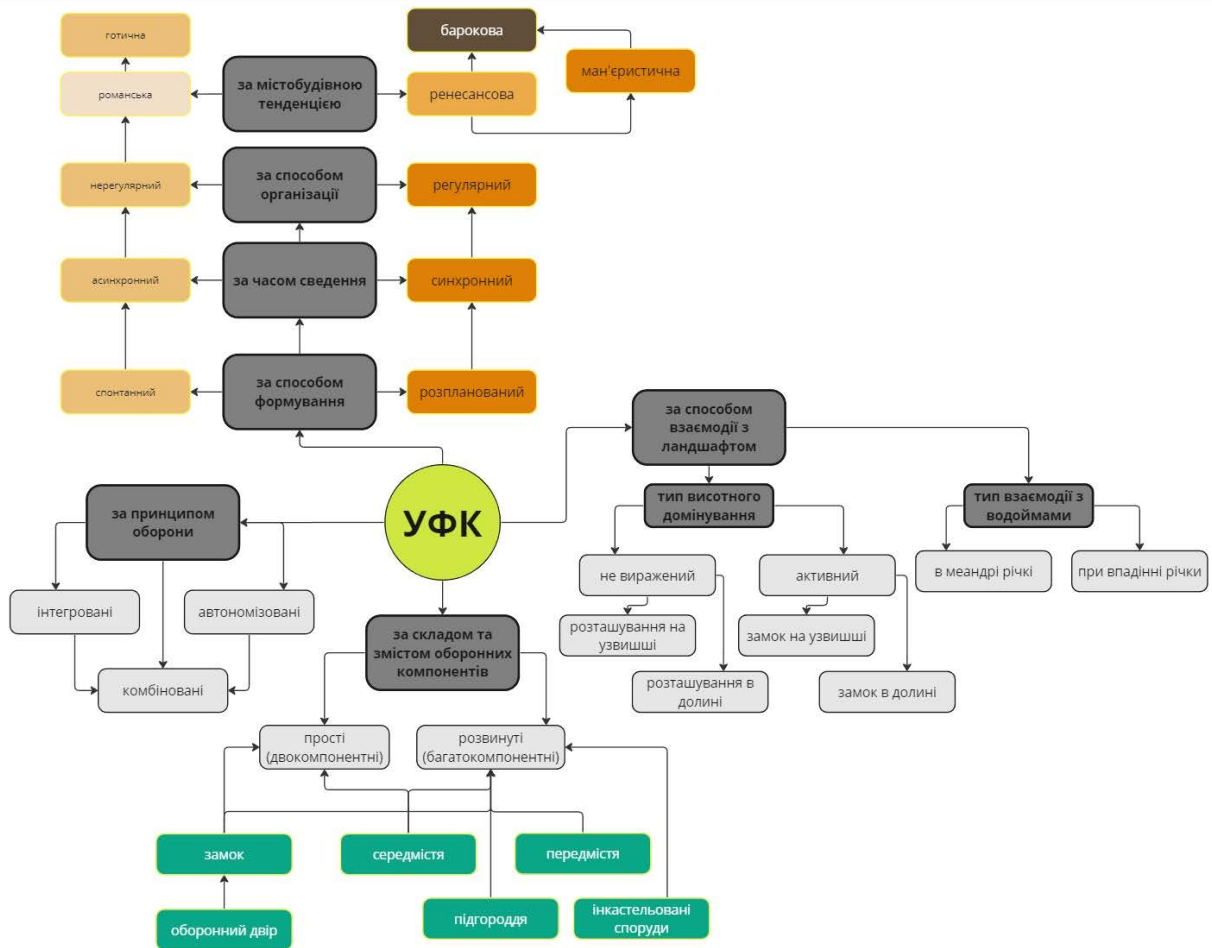 готична
барокова
ман'єристична
романська
за містобудівною
тенденцією
ренесансова
нерегулярний
за способом
організації
регулярний
асинхронний
за часом сведення
синхронний
спонтанний
за способом
формування
розпланований
за способом
взаємодії з
ландшафтом
УФК
за принципом
оборони
тип висотного
домінування
тип взаємодії з
водоймами
не виражений
активний
в меандрі річкі
при впадінні річки
інтегровані
автономізовані
розташування на
узвишші
замок на узвишші
за складом та
змістом оборонних
компонентів
комбіновані
розташування в
долині
замок в долині
прості
(двокомпонентні)
розвинуті
(багатокомпонентні)
замок
середмістя
передмістя
оборонний двір
підгороддя
інкастельовані
споруди